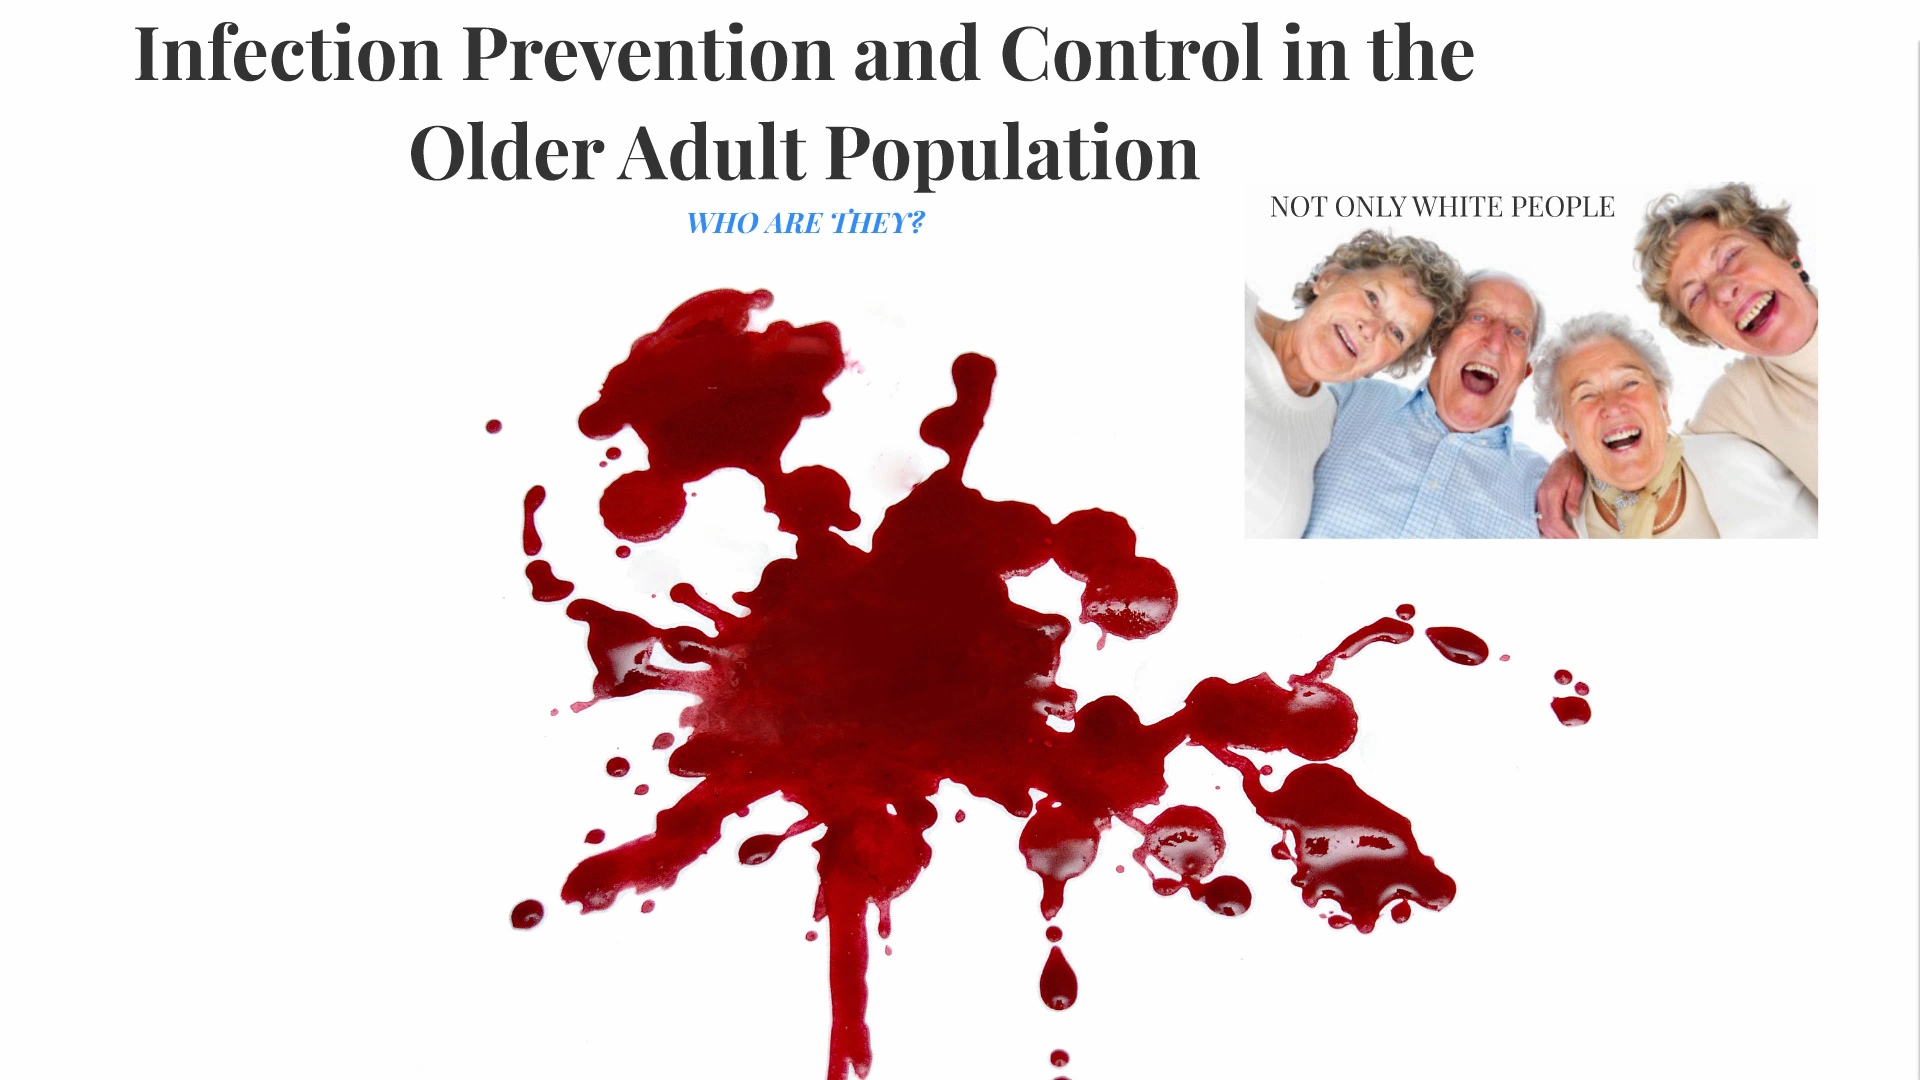 Infection Prevention and Control in the
Older Adult Population
WHO ARE THEY?
NOT ONLY WHITE PEOPLE